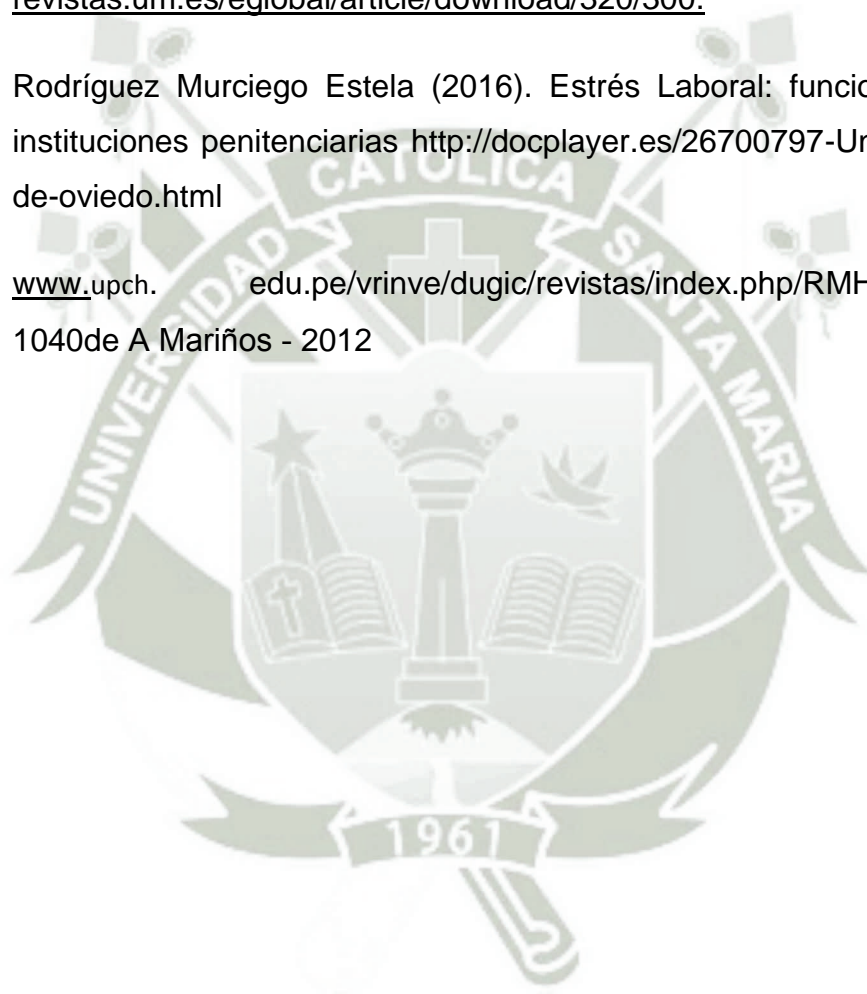 revistas.um.es/eglobal/article/download/320/300.
Rodríguez Murciego Estela (2016). Estrés Laboral: funcio
instituciones penitenciarias http://docplayer.es/26700797-Un
de-oviedo.html
www.upch. edu.pe/vrinve/dugic/revistas/index.php/RMH
1040de A Mariños - 2012
UNIVERSIDAD CATOLICA SANTA MARIA
1961